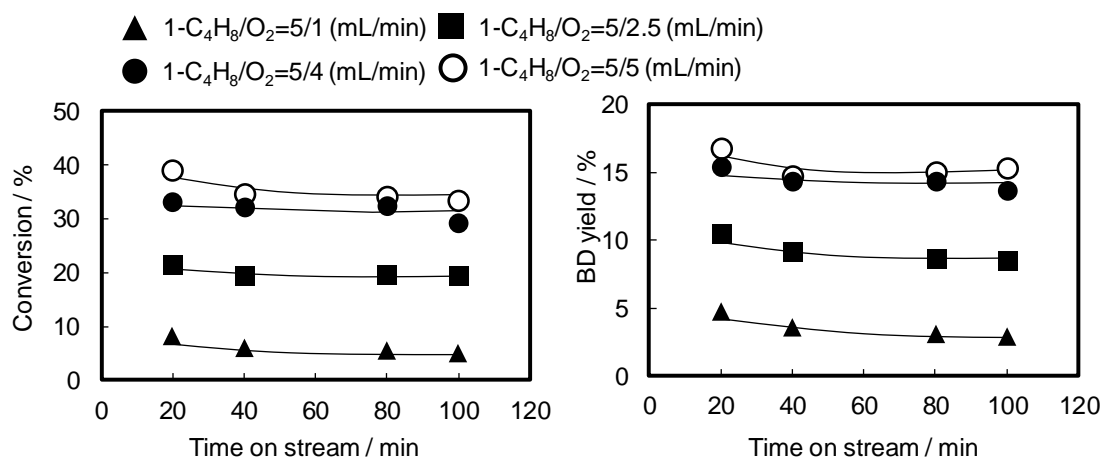 1-C₄H₈/O₂=5/1 (mL/min) 1-C₄H₈/O₂=5/2.5 (mL/min)
1-C₄H₈/O₂=5/4 (mL/min) 1-C₄H₈/O₂=5/5 (mL/min)
Conversion / %
50
40
30
20
10
0
0 20 40 60 80 100 120
Time on stream / min
BD yield / %
20
15
10
5
0
0 20 40 60 80 100 120
Time on stream / min